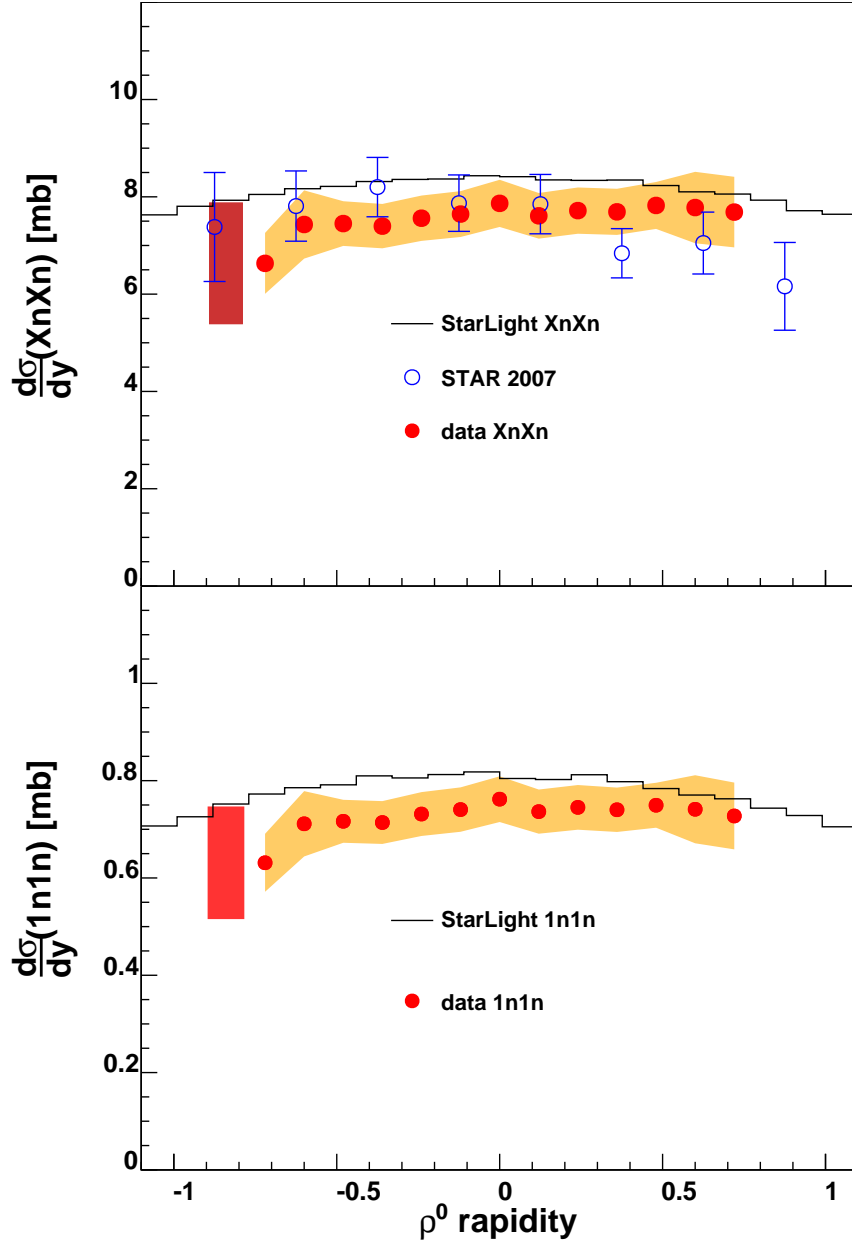 10
8
6
4
2
0
dσ/dy(XnXn) [mb]
StarLight XnXn
STAR 2007
data XnXn
1
0.8
0.6
0.4
0.2
0
dσ/dy(1n1n) [mb]
StarLight 1n1n
data 1n1n
-1 -0.5 0 0.5 1
ρ⁰ rapidity